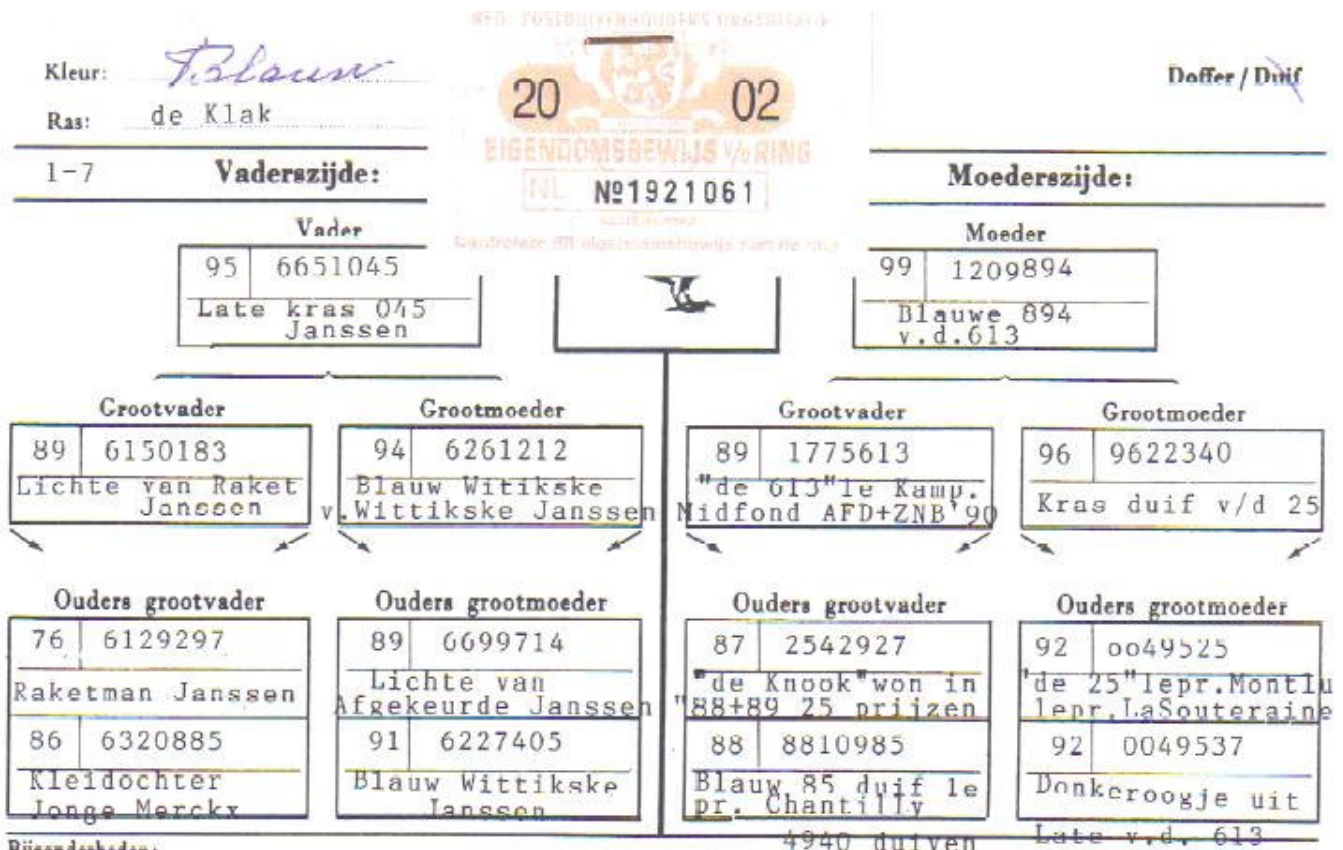 NED. POSTDUIVENHOUDERS ORGANISATIE
Kleur: Blauw
Doffer / Duif
Ras: de Klak
20 02
EIGENDOMSBEWIJS v/d RING
NL Nº1921061
1-7 Vaderszijde:
Moederszijde:
Vader
95 6651045
Late kras 045
Janssen
Moeder
99 1209894
Blauwe 894
v.d.613
Grootvader
89 6150183
Lichte van Raket
Janssen
Grootmoeder
94 6261212
Blauw Witikske
v.Wittikske Janssen
Grootvader
89 1775613
"de 613"1e Kamp.
Midfond AFD+ZNB'90
Grootmoeder
96 9622340
Kras duif v/d 25
Ouders grootvader
76 6129297
Raketman Janssen
86 6320885
Kleidochter
Jonge Merckx
Ouders grootmoeder
89 6699714
Lichte van
Afgekeurde Janssen
91 6227405
Blauw Wittikske
Janssen
Ouders grootvader
87 2542927
"de Knook"won in
"88+89 25 prijzen
88 8810985
Blauw 85 duif 1e
pr. Chantilly
4940 duiven
Ouders grootmoeder
92 oo49525
'de 25"1epr.Montlu
1epr.LaSouteraine
92 0049537
Donkeroogje uit
Late v.d. 613
Bijzonderheden: